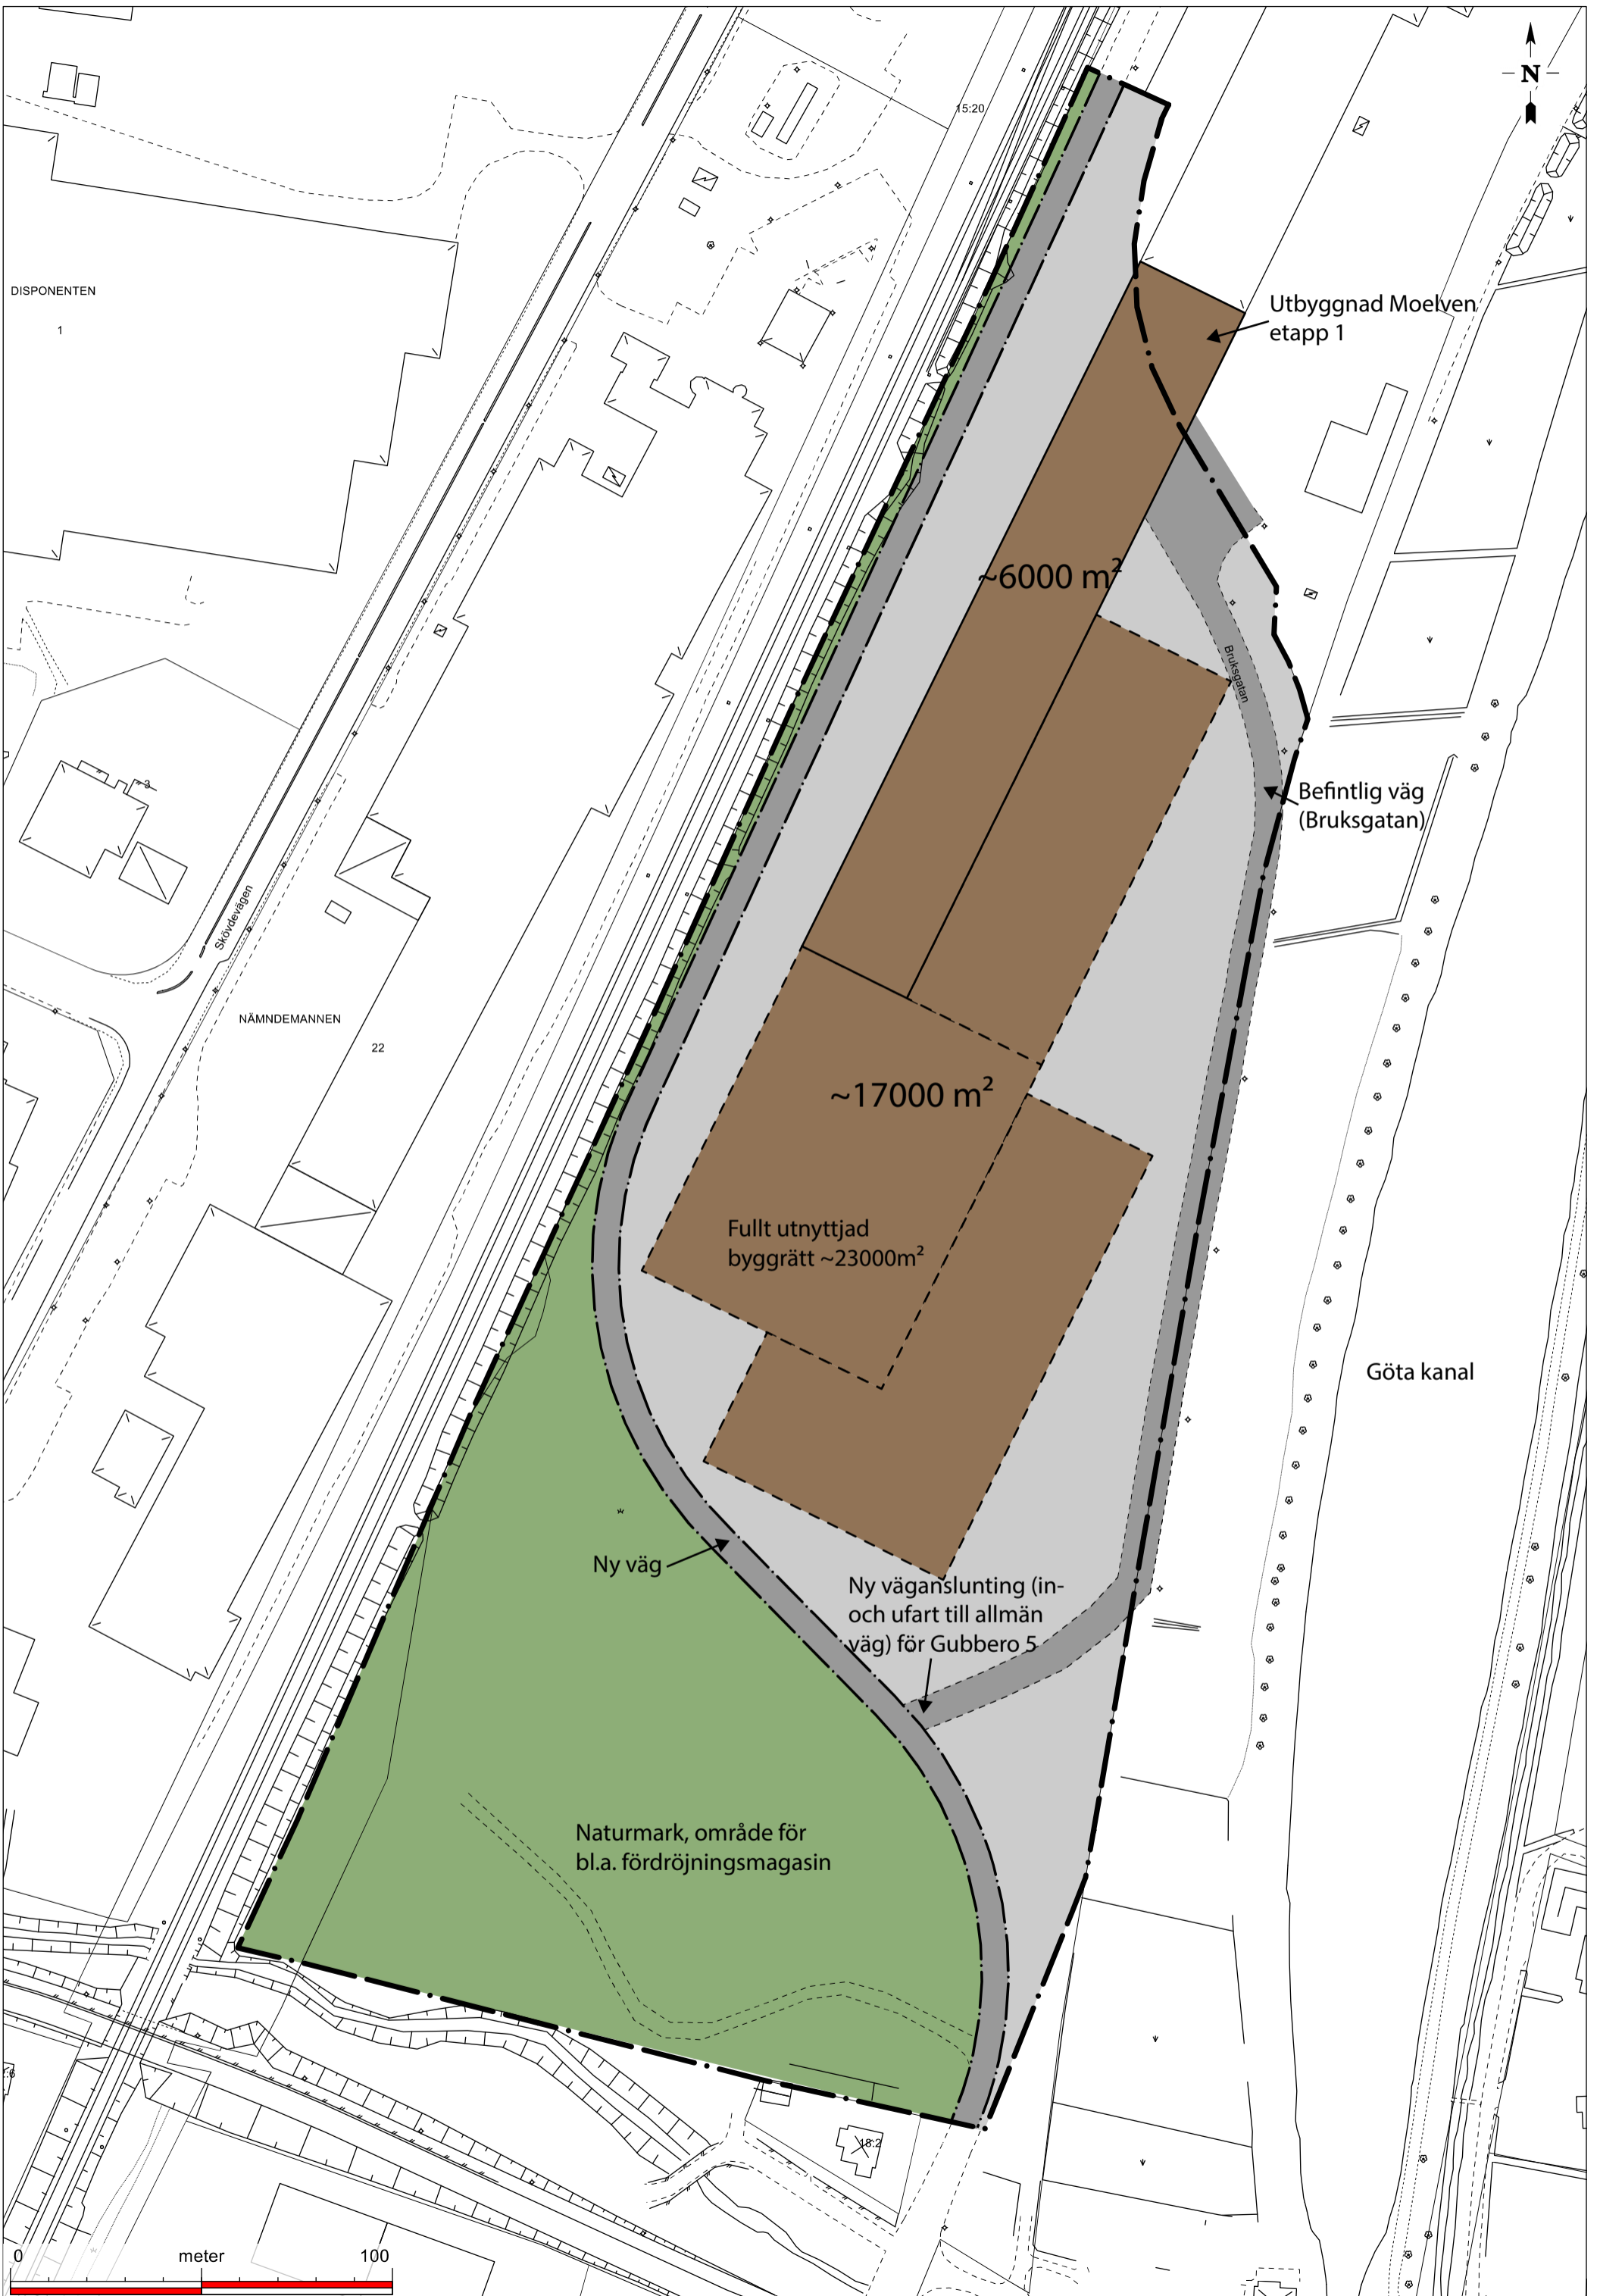 N
15:20
DISPONENTEN
1
Utbyggnad Moelven
etapp 1
~6000 m²
Bruksgatan
3
Befintlig väg
(Bruksgatan)
Skövdevägen
NÄMNDEMANNEN
22
~17000 m²
Fullt utnyttjad
byggrätt ~23000m²
Göta kanal
Ny väg
Ny väganslunting (in-
och ufart till allmän
väg) för Gubbero 5
Naturmark, område för
bl.a. fördröjningsmagasin
18:2
0 meter 100